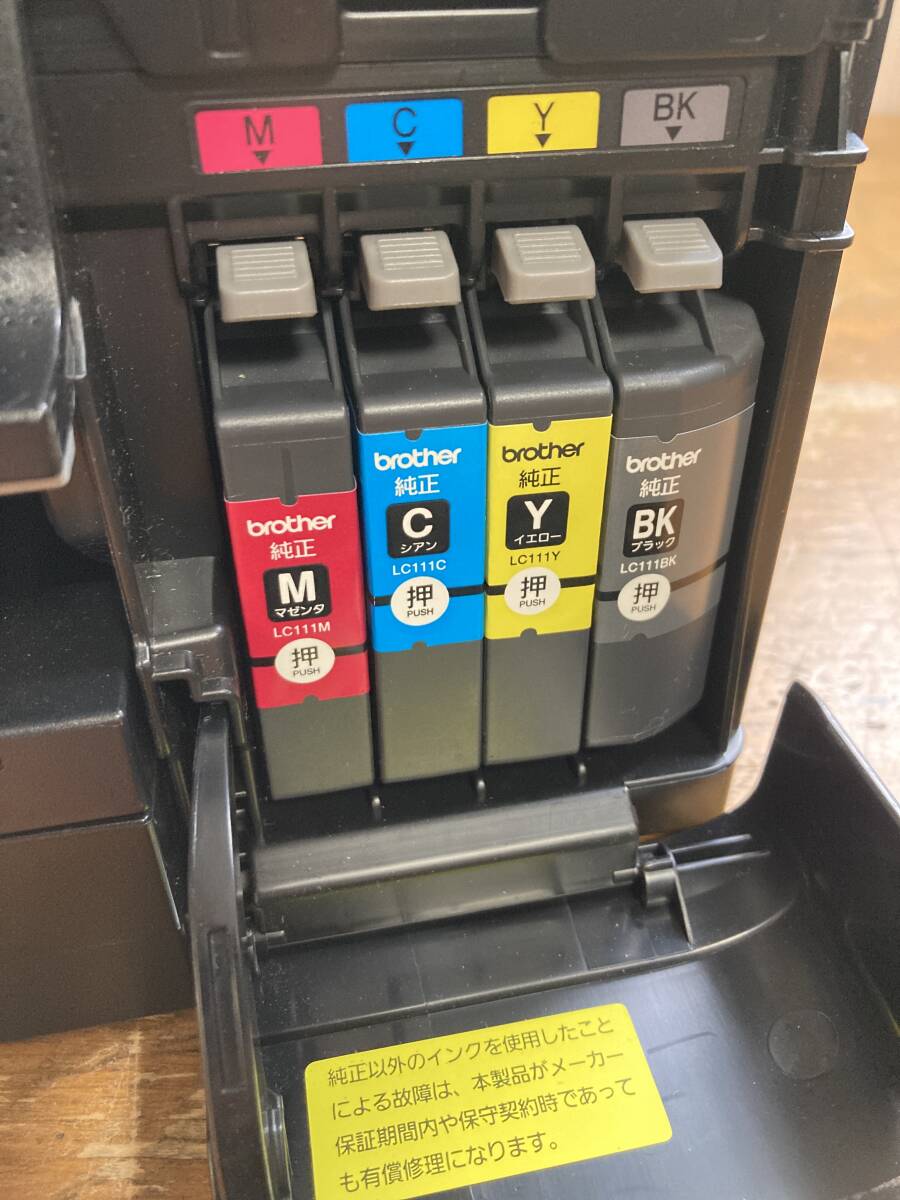 M
C
Y
BK
brother
純正
M
マゼンタ
LC111M
押
PUSH
brother
純正
C
シアン
LC111C
押
PUSH
brother
純正
Y
イエロー
LC111Y
押
PUSH
brother
純正
BK
ブラック
LC111BK
押
PUSH
純正以外のインクを使用したこと
による故障は、本製品がメーカー
保証期間内や保守契約時であって
も有償修理になります。